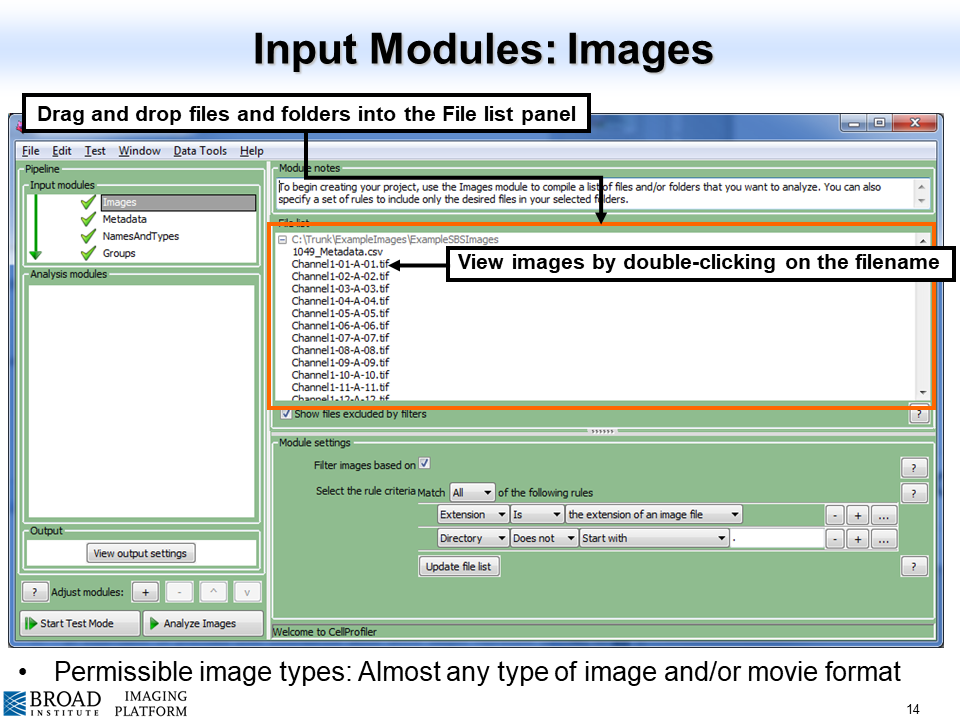 Input Modules: Images
Drag and drop files and folders into the File list panel
File Edit Test Window Data Tools Help
Pipeline
Input modules
Images
Metadata
NamesAndTypes
Groups
Analysis modules
Output
View output settings
? Adjust modules: + - ^ v
Start Test Mode
Analyze Images
Module notes
To begin creating your project, use the Images module to compile a list of files and/or folders that you want to analyze. You can also
specify a set of rules to include only the desired files in your selected folders.
File list
C:\Trunk\ExampleImages\ExampleSBSImages
1049_Metadata.csv
View images by double-clicking on the filename
Channel1-01-A-01.tif
Channel1-02-A-02.tif
Channel1-03-A-03.tif
Channel1-04-A-04.tif
Channel1-05-A-05.tif
Channel1-06-A-06.tif
Channel1-07-A-07.tif
Channel1-08-A-08.tif
Channel1-09-A-09.tif
Channel1-10-A-10.tif
Channel1-11-A-11.tif
Channel1-12-A-12.tif
Show files excluded by filters ?
Module settings
Filter images based on ?
Select the rule criteria Match All of the following rules ?
Extension Is the extension of an image file - + ...
Directory Does not Start with . - + ...
Update file list ?
Welcome to CellProfiler
• Permissible image types: Almost any type of image and/or movie format
BROAD
INSTITUTE
IMAGING
PLATFORM
14